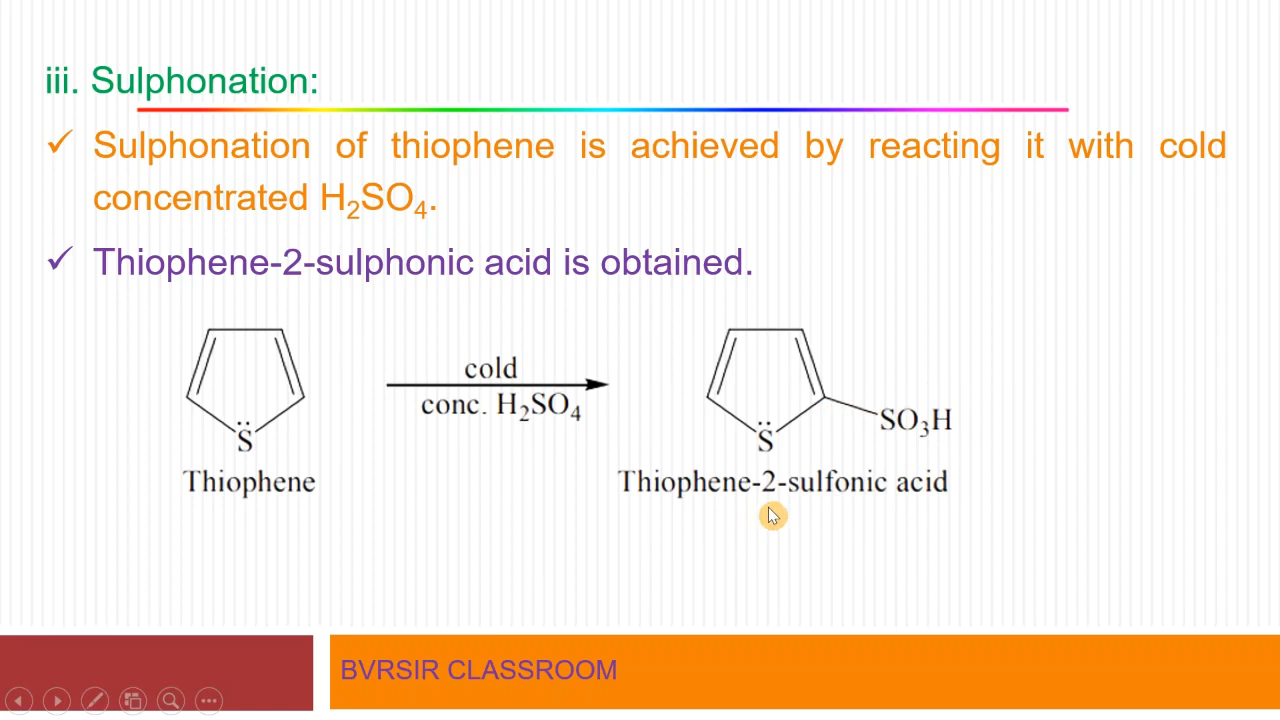 iii. Sulphonation:
✓ Sulphonation of thiophene is achieved by reacting it with cold
concentrated H₂SO₄.
✓ Thiophene-2-sulphonic acid is obtained.
cold
conc. H₂SO₄
S̈
S̈
SO₃H
Thiophene
Thiophene-2-sulfonic acid
BVRSIR CLASSROOM